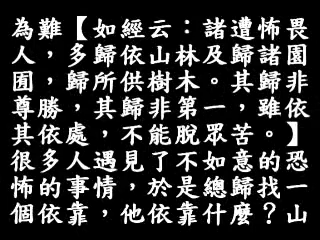 為難【如經云：諸遭怖畏
人，多歸依山林及歸諸園
囿，歸所供樹木。其歸非
尊勝，其歸非第一，雖依
其依處，不能脫眾苦。】
很多人遇見了不如意的恐
怖的事情，於是總歸找一
個依靠，他依靠什麼？山